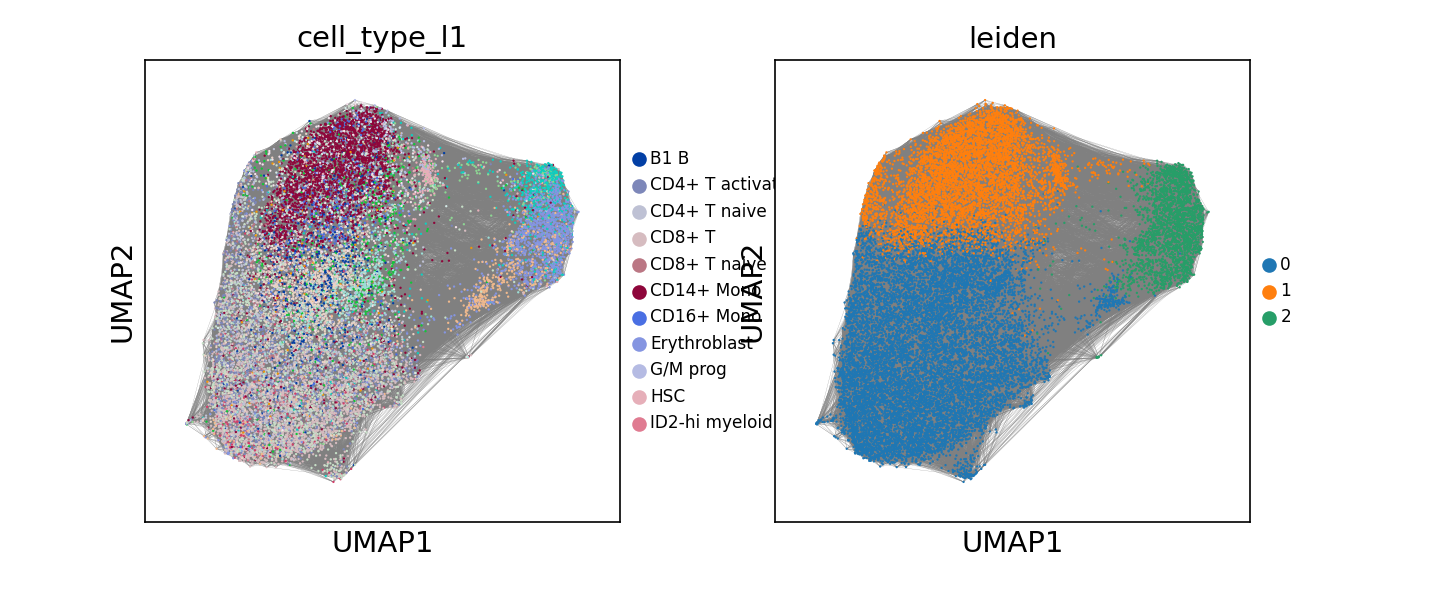 cell_type_l1
leiden
UMAP2
B1 B
CD4+ T activat
CD4+ T naive
CD8+ T
CD8+ T naive
CD14+ Mono
CD16+ Mono
Erythroblast
G/M prog
HSC
ID2-hi myeloid
UMAP1
UMAP2
0
1
2
UMAP1